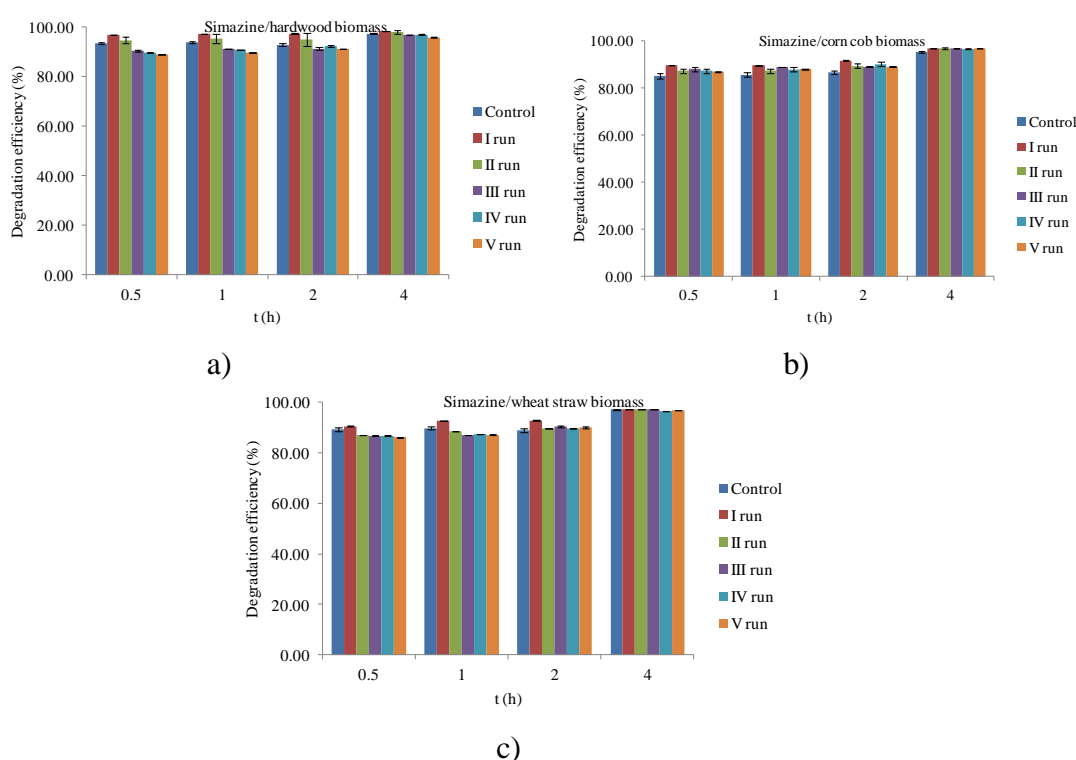 Simazine/hardwood biomass
Degradation efficiency (%)
100.00
80.00
60.00
40.00
20.00
0.00
0.5
1
2
4
t (h)
Control
I run
II run
III run
IV run
V run
a)
Simazine/corn cob biomass
Degradation efficiency (%)
100.00
80.00
60.00
40.00
20.00
0.00
0.5
1
2
4
t (h)
Control
I run
II run
III run
IV run
V run
b)
Simazine/wheat straw biomass
Degradation efficiency (%)
100.00
80.00
60.00
40.00
20.00
0.00
0.5
1
2
4
t (h)
Control
I run
II run
III run
IV run
V run
c)